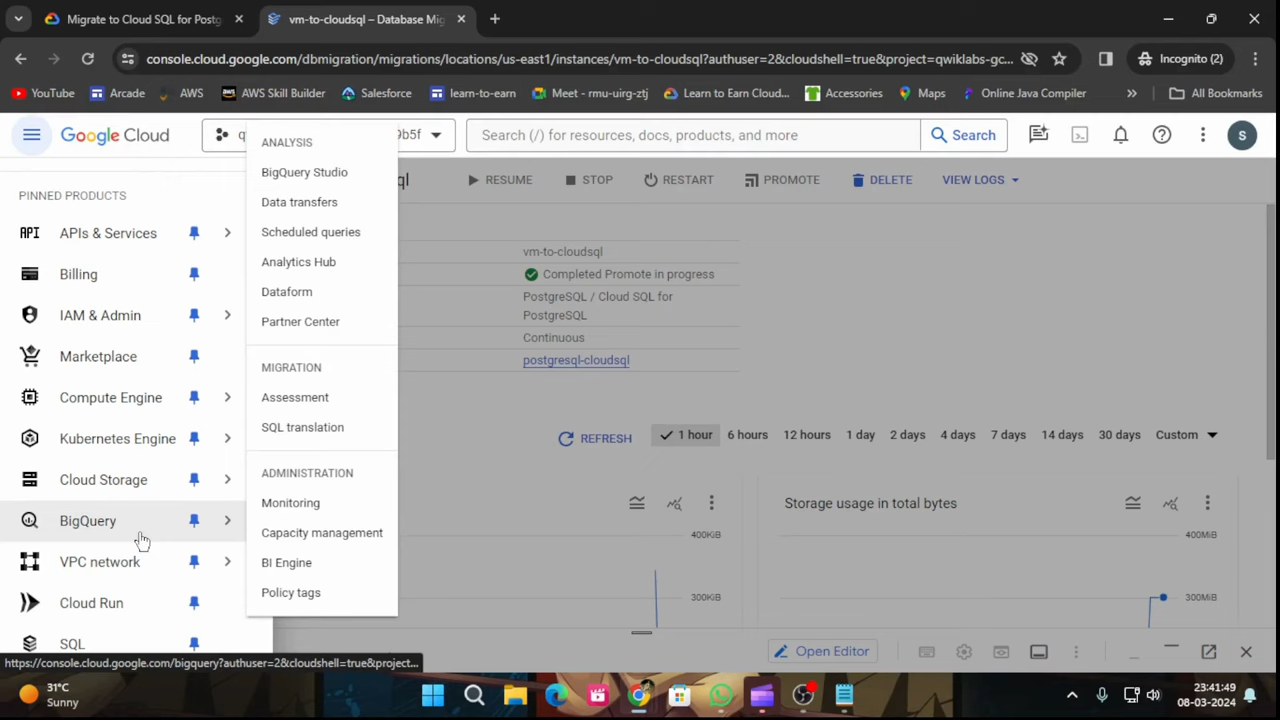 Migrate to Cloud SQL for Postg
vm-to-cloudsql – Database Mig
console.cloud.google.com/dbmigration/migrations/locations/us-east1/instances/vm-to-cloudsql?authuser=2&cloudshell=true&project=qwiklabs-gc...
Incognito (2)
YouTube
Arcade
AWS
AWS Skill Builder
Salesforce
learn-to-earn
Meet - rmu-uirg-ztj
Learn to Earn Cloud...
Accessories
Maps
Online Java Compiler
All Bookmarks
Google Cloud
9b5f
Search (/) for resources, docs, products, and more
Search
S
RESUME
STOP
RESTART
PROMOTE
DELETE
VIEW LOGS
PINNED PRODUCTS
APIs & Services
Billing
IAM & Admin
Marketplace
Compute Engine
Kubernetes Engine
Cloud Storage
BigQuery
VPC network
Cloud Run
SQL
ANALYSIS
BigQuery Studio
Data transfers
Scheduled queries
Analytics Hub
Dataform
Partner Center
MIGRATION
Assessment
SQL translation
ADMINISTRATION
Monitoring
Capacity management
BI Engine
Policy tags
vm-to-cloudsql
Completed Promote in progress
PostgreSQL / Cloud SQL for
PostgreSQL
Continuous
postgresql-cloudsql
REFRESH
1 hour
6 hours
12 hours
1 day
2 days
4 days
7 days
14 days
30 days
Custom
400KiB
300KiB
Storage usage in total bytes
400MiB
300MiB
Open Editor
https://console.cloud.google.com/bigquery?authuser=2&cloudshell=true&project...
31°C
Sunny
23:41:49
08-03-2024